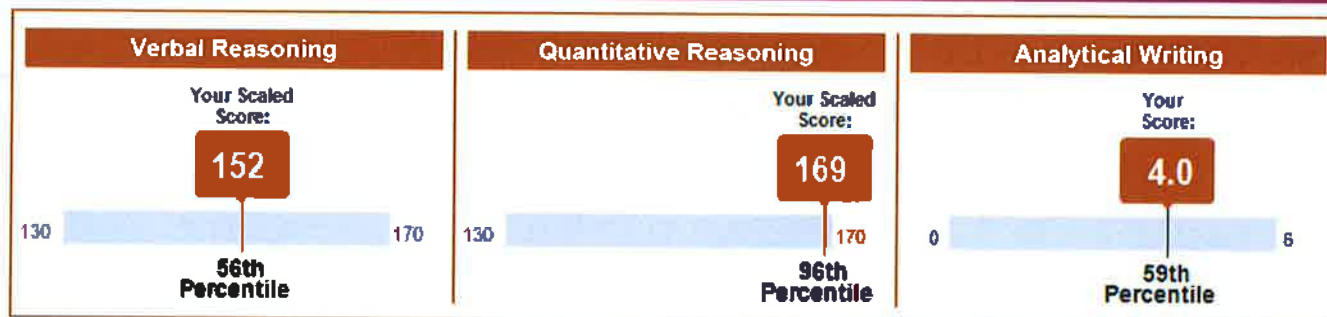 Verbal Reasoning
Your Scaled
Score:
152
130
170
56th
Percentile
Quantitative Reasoning
Your Scaled
Score:
169
130
170
96th
Percentile
Analytical Writing
Your
Score:
4.0
0
6
59th
Percentile